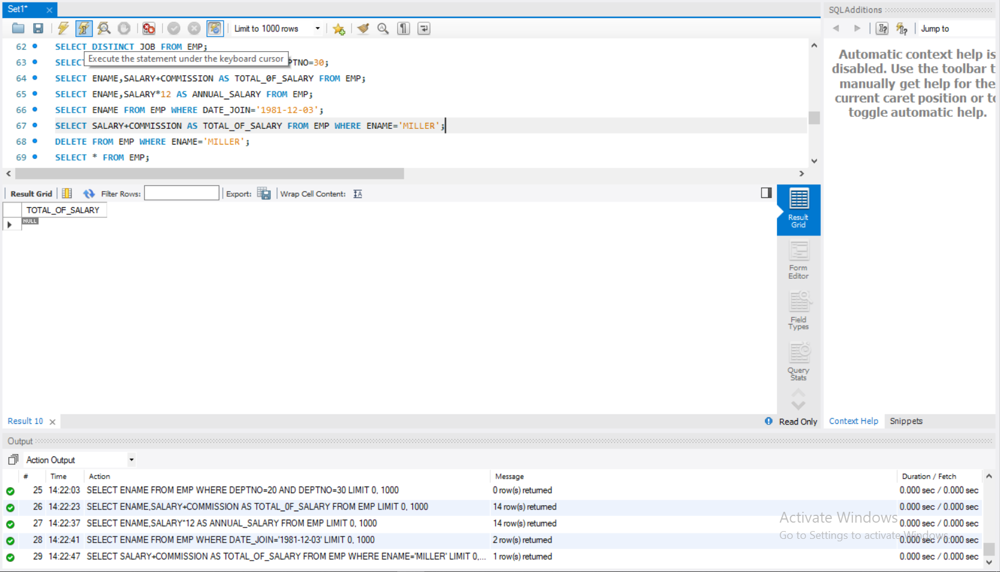 Set1*
SQLAdditions
Limit to 1000 rows
Jump to
62 SELECT DISTINCT JOB FROM EMP;
Execute the statement under the keyboard cursor
63 SELECT PTNO=30;
64 SELECT ENAME,SALARY+COMMISSION AS TOTAL_0F_SALARY FROM EMP;
65 SELECT ENAME,SALARY*12 AS ANNUAL_SALARY FROM EMP;
66 SELECT ENAME FROM EMP WHERE DATE_JOIN='1981-12-03';
67 SELECT SALARY+COMMISSION AS TOTAL_OF_SALARY FROM EMP WHERE ENAME='MILLER';
68 DELETE FROM EMP WHERE ENAME='MILLER';
69 SELECT * FROM EMP;
Automatic context help is
disabled. Use the toolbar t
manually get help for the
current caret position or to
toggle automatic help.
Result Grid Filter Rows: Export: Wrap Cell Content:
TOTAL_OF_SALARY
NULL
Result
Grid
Form
Editor
Field
Types
Query
Stats
Result 10
Read Only
Context Help Snippets
Output
Action Output
# Time Action Message Duration / Fetch
25 14:22:03 SELECT ENAME FROM EMP WHERE DEPTNO=20 AND DEPTNO=30 LIMIT 0, 1000 0 row(s) returned 0.000 sec / 0.000 sec
26 14:22:23 SELECT ENAME,SALARY+COMMISSION AS TOTAL_0F_SALARY FROM EMP LIMIT 0, 1000 14 row(s) returned 0.000 sec / 0.000 sec
27 14:22:37 SELECT ENAME,SALARY*12 AS ANNUAL_SALARY FROM EMP LIMIT 0, 1000 14 row(s) returned 0.000 sec / 0.000 sec
28 14:22:41 SELECT ENAME FROM EMP WHERE DATE_JOIN='1981-12-03' LIMIT 0, 1000 2 row(s) returned 0.000 sec / 0.000 sec
29 14:22:47 SELECT SALARY+COMMISSION AS TOTAL_OF_SALARY FROM EMP WHERE ENAME='MILLER' LIMIT 0,... 1 row(s) returned 0.000 sec / 0.000 sec
Activate Windows
Go to Settings to activate Windows.